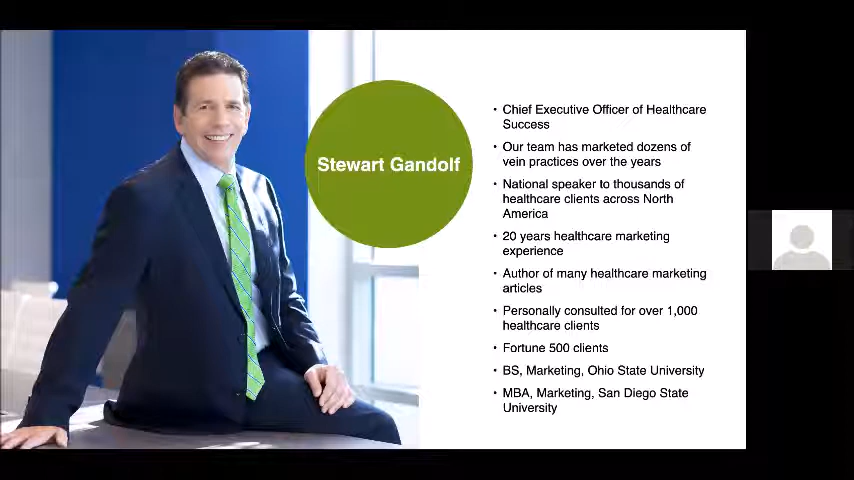 Stewart Gandolf
• Chief Executive Officer of Healthcare
Success
• Our team has marketed dozens of
vein practices over the years
• National speaker to thousands of
healthcare clients across North
America
• 20 years healthcare marketing
experience
• Author of many healthcare marketing
articles
• Personally consulted for over 1,000
healthcare clients
• Fortune 500 clients
• BS, Marketing, Ohio State University
• MBA, Marketing, San Diego State
University